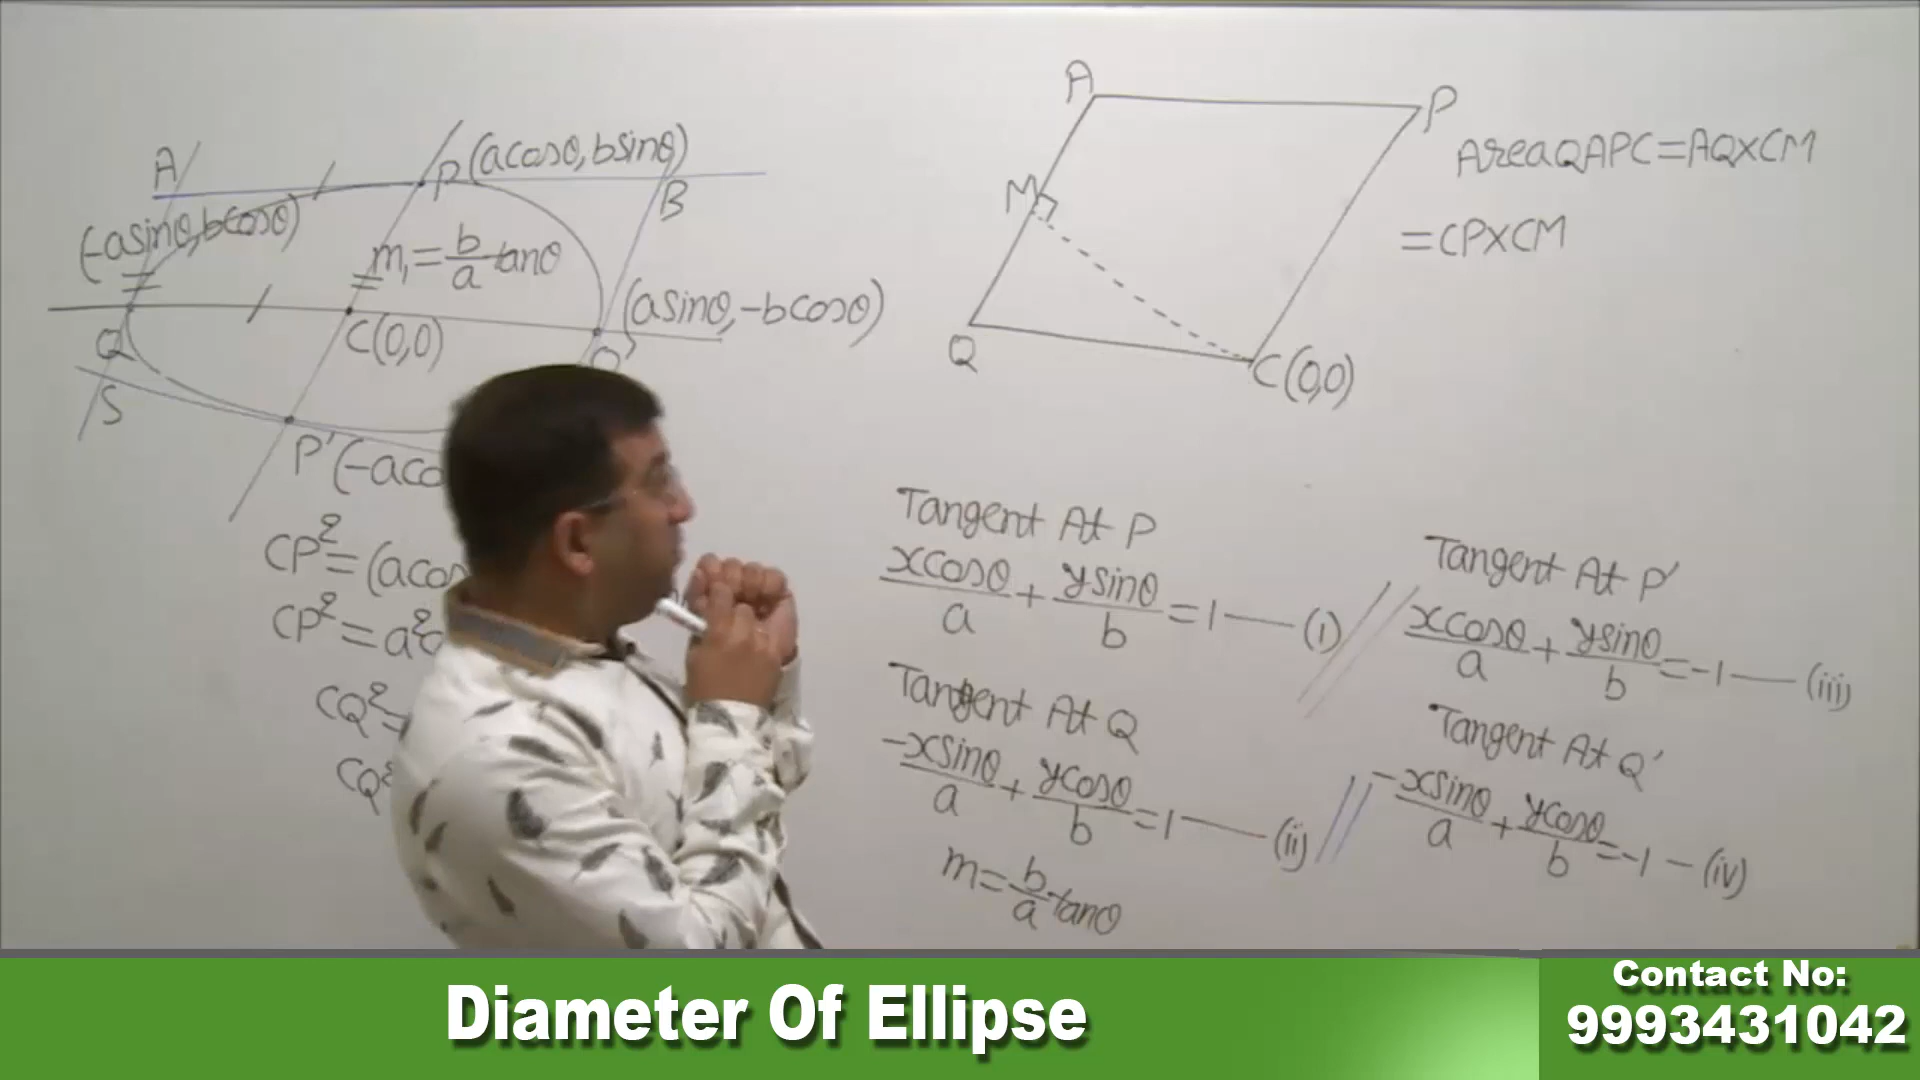 A
P (acosθ, bsinθ)
B
(-asinθ, bcosθ)
m₁ = b/a tanθ
(asinθ, -bcosθ)
Q
C(0,0)
Q'
S
P' (-aco
CP² = (acos
CP² = a²c
CQ² =
CQ²
A
P
M
Q
C(0,0)
Area QAPC = AQ×CM
= CP×CM
Tangent At P
xcosθ/a + ysinθ/b = 1 — (i)
Tangent At Q
-xsinθ/a + ycosθ/b = 1 — (ii)
m = b/a tanθ
Tangent At P'
xcosθ/a + ysinθ/b = -1 — (iii)
Tangent At Q'
-xsinθ/a + ycosθ/b = -1 — (iv)
Diameter Of Ellipse
Contact No:
9993431042